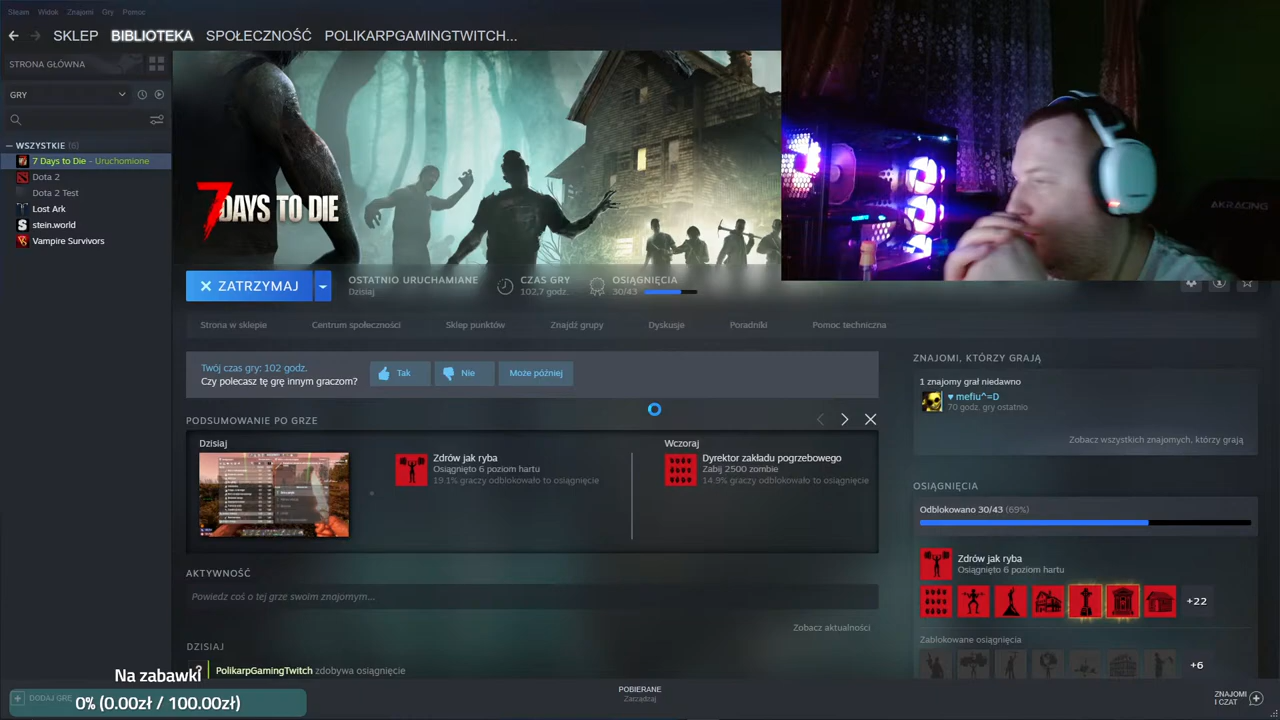 Steam Widok Znajomi Gry Pomoc
SKLEP BIBLIOTEKA SPOŁECZNOŚĆ POLIKARPGAMINGTWITCH...
STRONA GŁÓWNA
GRY
WSZYSTKIE (6)
7 Days to Die - Uruchomione
Dota 2
Dota 2 Test
Lost Ark
stein.world
Vampire Survivors
7 DAYS TO DIE
AKRACING
ZATRZYMAJ
OSTATNIO URUCHAMIANE
Dzisiaj
CZAS GRY
102,7 godz.
OSIĄGNIĘCIA
30/43
Strona w sklepie Centrum społeczności Sklep punktów Znajdź grupy Dyskusje Poradniki Pomoc techniczna
Twój czas gry: 102 godz.
Czy polecasz tę grę innym graczom?
Tak Nie Może później
PODSUMOWANIE PO GRZE
Dzisiaj
Zdrów jak ryba
Osiągnięto 6 poziom hartu
19.1% graczy odblokowało to osiągnięcie
Wczoraj
Dyrektor zakładu pogrzebowego
Zabij 2500 zombie
14.9% graczy odblokowało to osiągnięcie
AKTYWNOŚĆ
Powiedz coś o tej grze swoim znajomym...
Zobacz aktualności
DZISIAJ
PolikarpGamingTwitch zdobywa osiągnięcie
ZNAJOMI, KTÓRZY GRAJĄ
1 znajomy grał niedawno
♥ mefiu^=D
70 godz. gry ostatnio
Zobacz wszystkich znajomych, którzy grają
OSIĄGNIĘCIA
Odblokowano 30/43 (69%)
Zdrów jak ryba
Osiągnięto 6 poziom hartu
+22
Zablokowane osiągnięcia
+6
Na zabawki
DODAJ GRĘ
0% (0.00zł / 100.00zł)
POBIERANE
Zarządzaj
ZNAJOMI
I CZAT